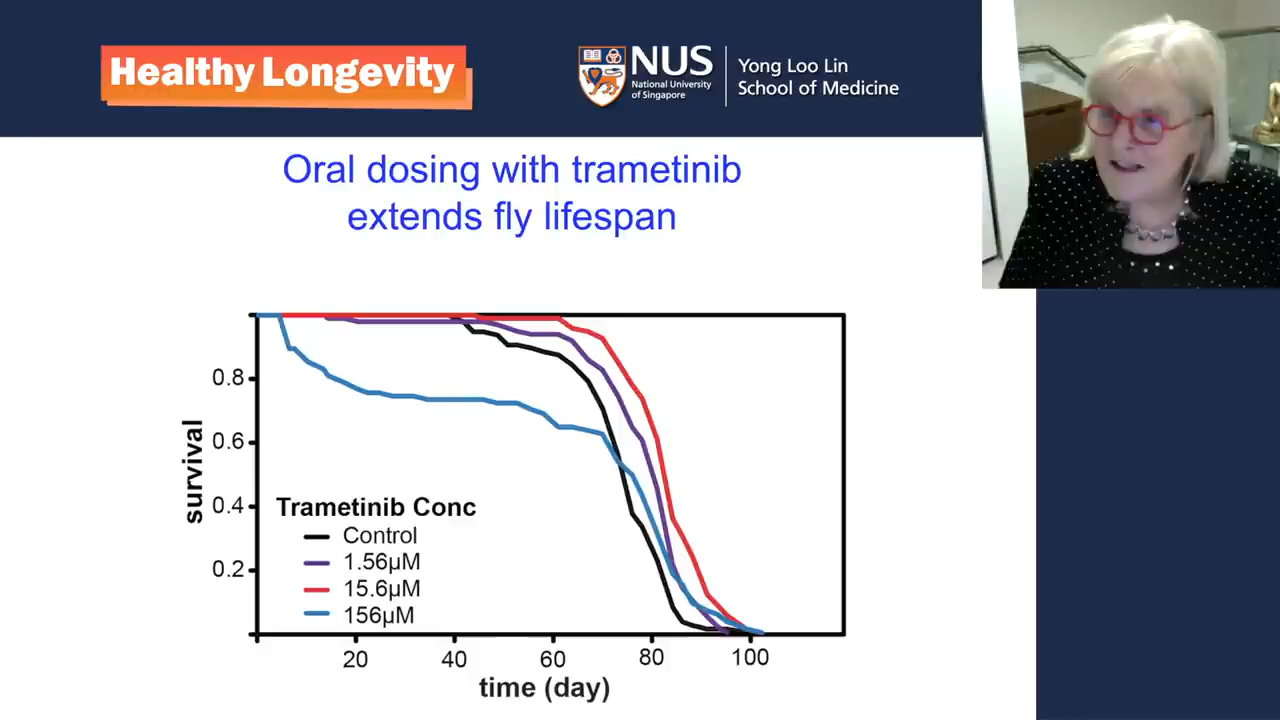 Healthy Longevity
NUS
National University
of Singapore
Yong Loo Lin
School of Medicine
Oral dosing with trametinib
extends fly lifespan
0.8
0.6
0.4
0.2
survival
Trametinib Conc
Control
1.56µM
15.6µM
156µM
20 40 60 80 100
time (day)